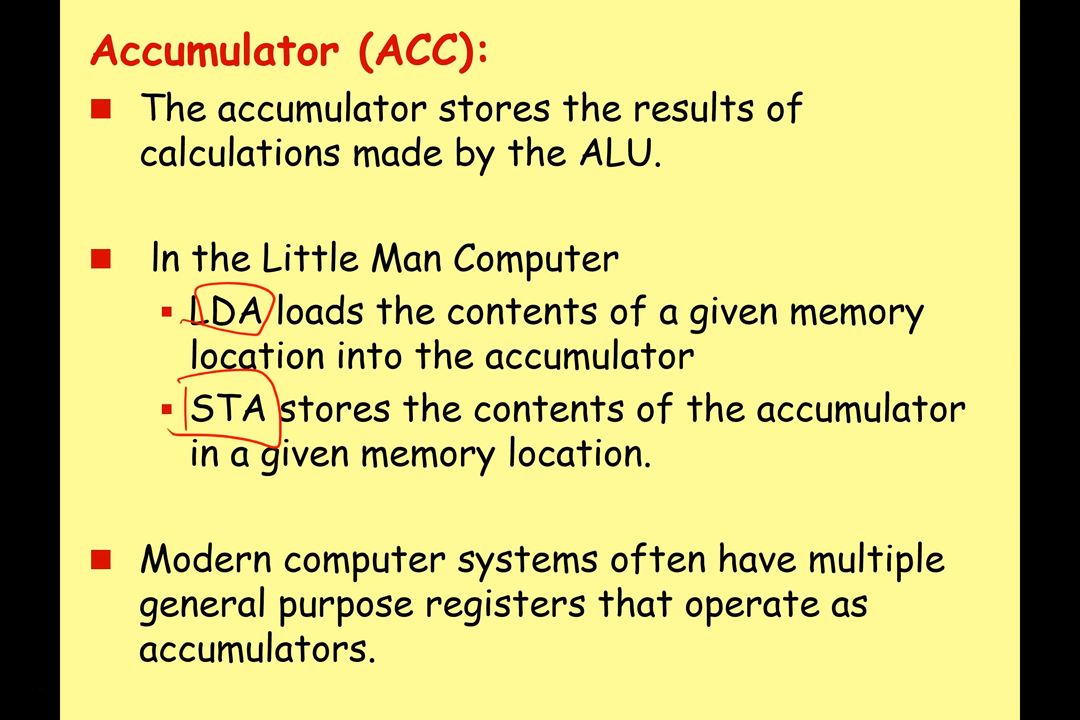 Accumulator (ACC):
The accumulator stores the results of
calculations made by the ALU.
In the Little Man Computer
LDA loads the contents of a given memory
location into the accumulator
STA stores the contents of the accumulator
in a given memory location.
Modern computer systems often have multiple
general purpose registers that operate as
accumulators.